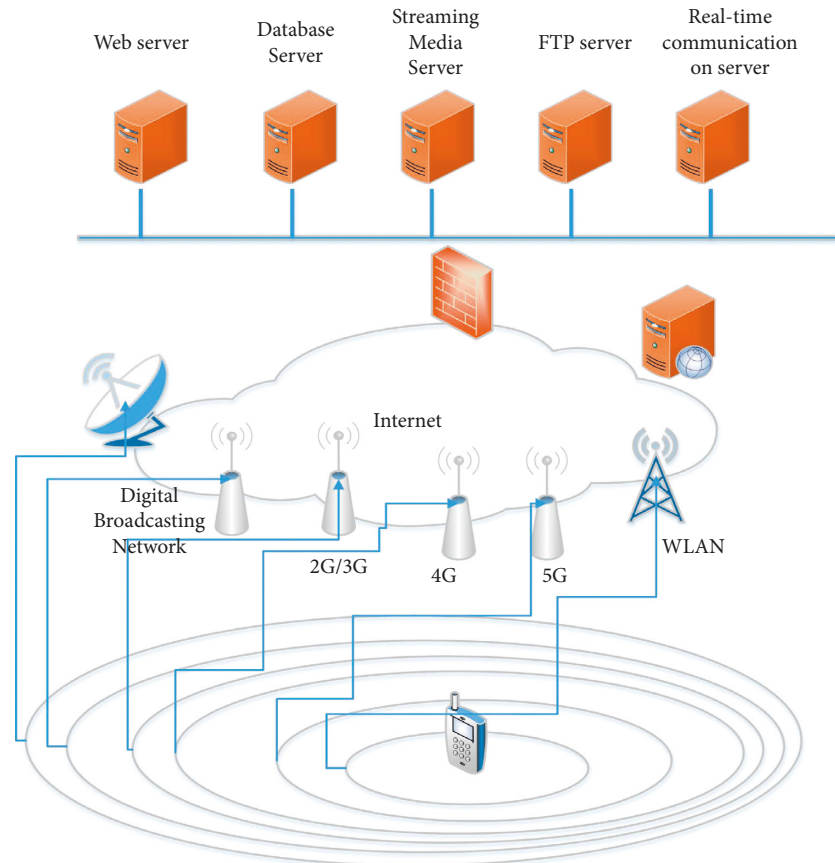 Web server
Database
Server
Streaming
Media
Server
FTP server
Real-time
communication
on server
Internet
Digital
Broadcasting
Network
2G/3G
4G
5G
WLAN